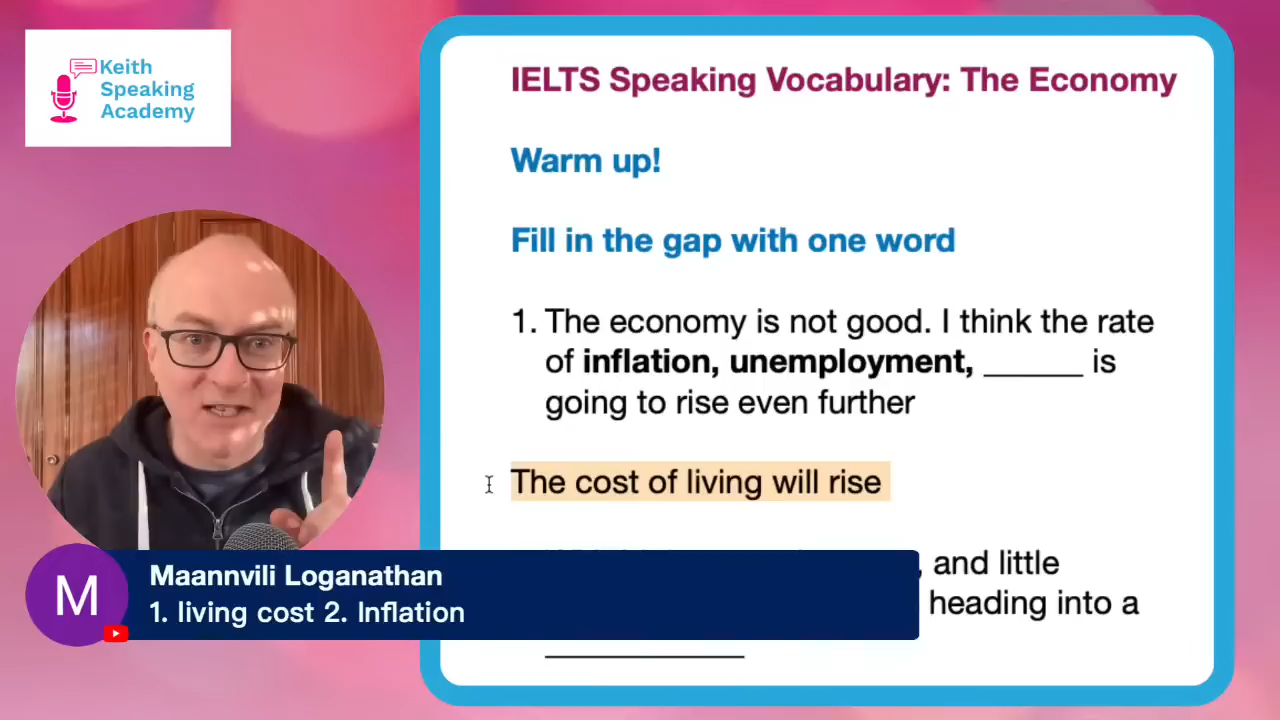 Keith
Speaking
Academy
IELTS Speaking Vocabulary: The Economy
Warm up!
Fill in the gap with one word
1. The economy is not good. I think the rate
of inflation, unemployment, ______ is
going to rise even further
The cost of living will rise
, and little
heading into a
M
Maannvili Loganathan
1. living cost 2. Inflation